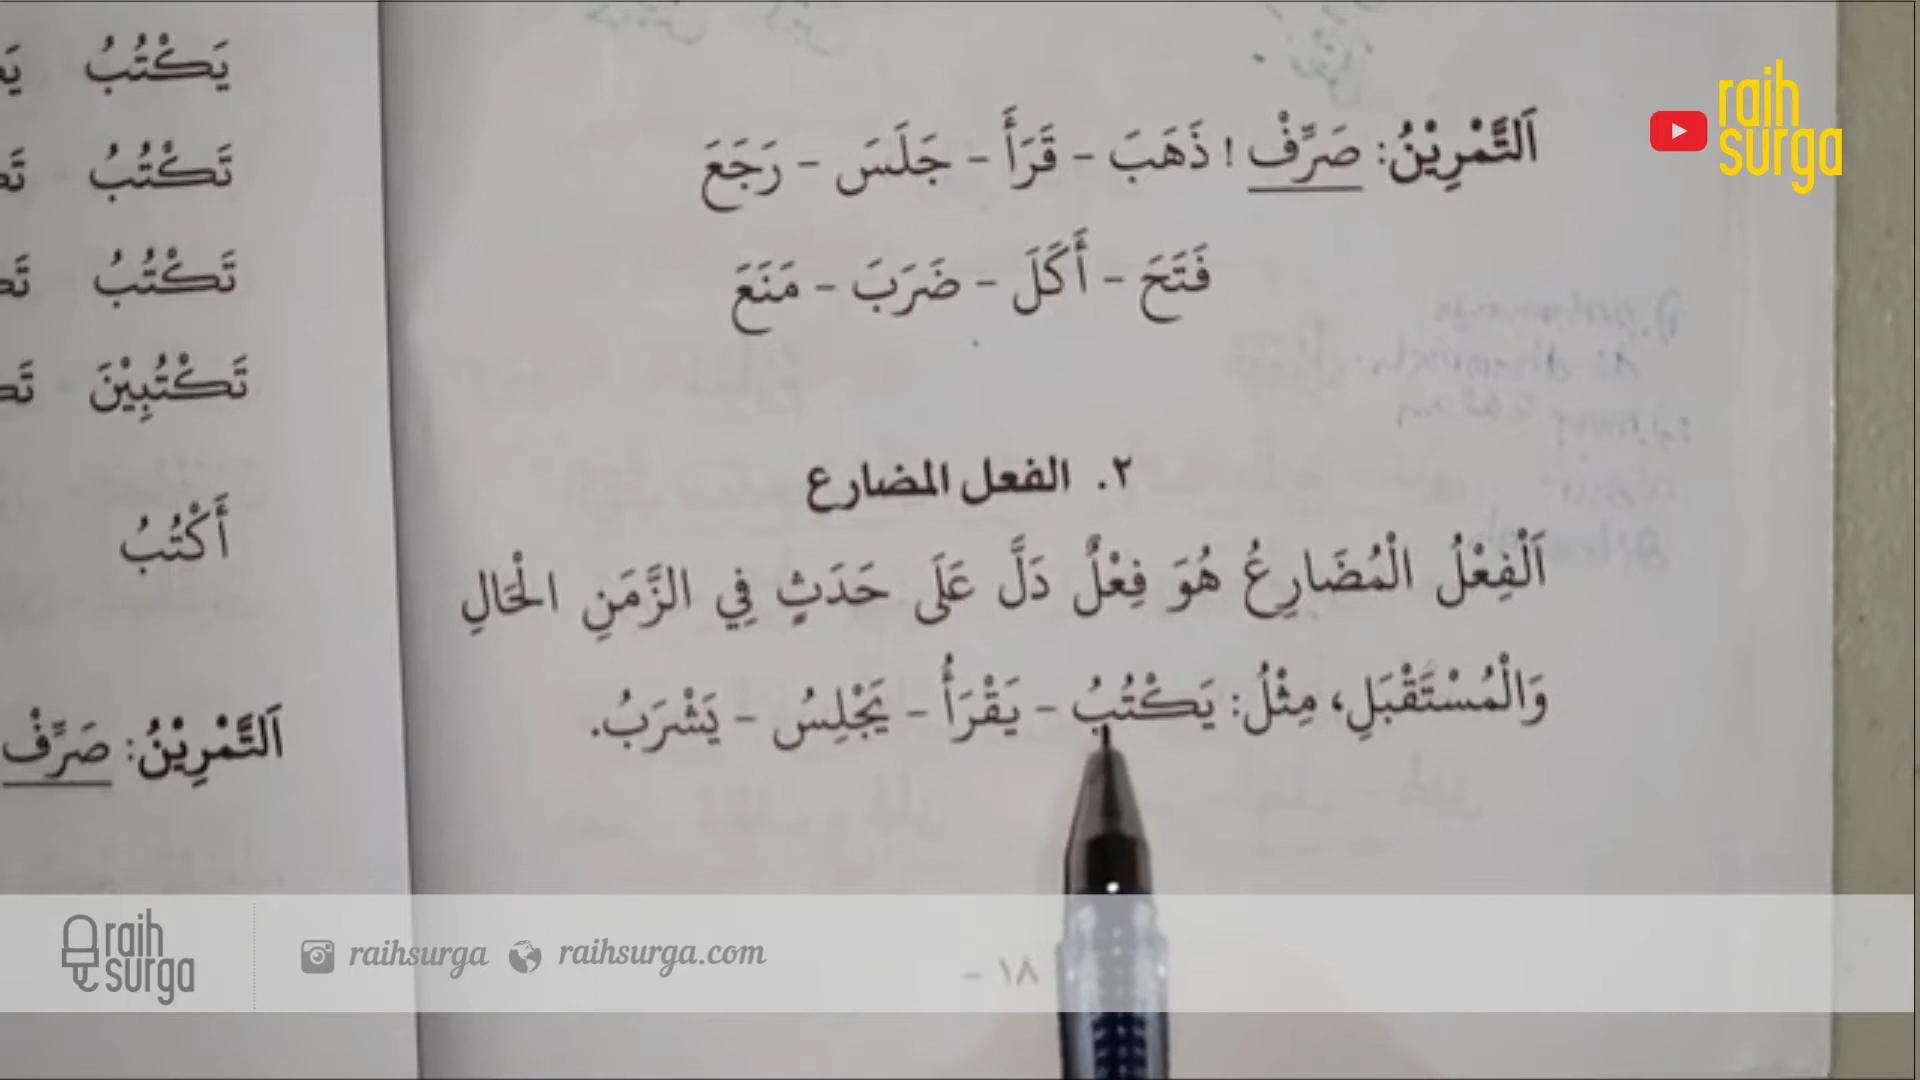 raih
surga
اَلتَّمْرِيْنُ: صَرِّفْ ! ذَهَبَ - قَرَأَ - جَلَسَ - رَجَعَ
فَتَحَ - أَكَلَ - ضَرَبَ - مَنَعَ
٢. الفعل المضارع
اَلْفِعْلُ الْمُضَارِعُ هُوَ فِعْلٌ دَلَّ عَلَى حَدَثٍ فِي الزَّمَنِ الْحَالِ
وَالْمُسْتَقْبَلِ، مِثْلُ: يَكْتُبُ - يَقْرَأُ - يَجْلِسُ - يَشْرَبُ.
١٨ -
يَكْتُبُ
تَكْتُبُ
تَكْتُبُ
تَكْتُبِيْنَ
أَكْتُبُ
اَلتَّمْرِيْنُ: صَرِّفْ
raih
surga
raihsurga
raihsurga.com